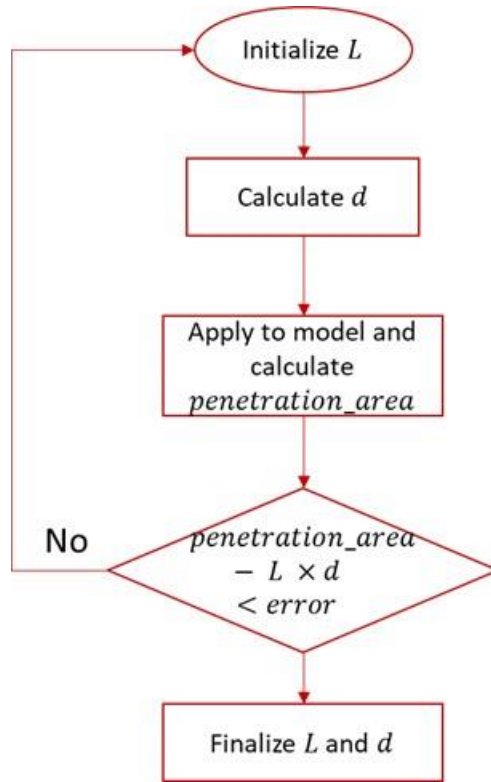 Initialize L
Calculate d
Apply to model and
calculate
penetration_area
No
penetration_area
− L × d
< error
Finalize L and d